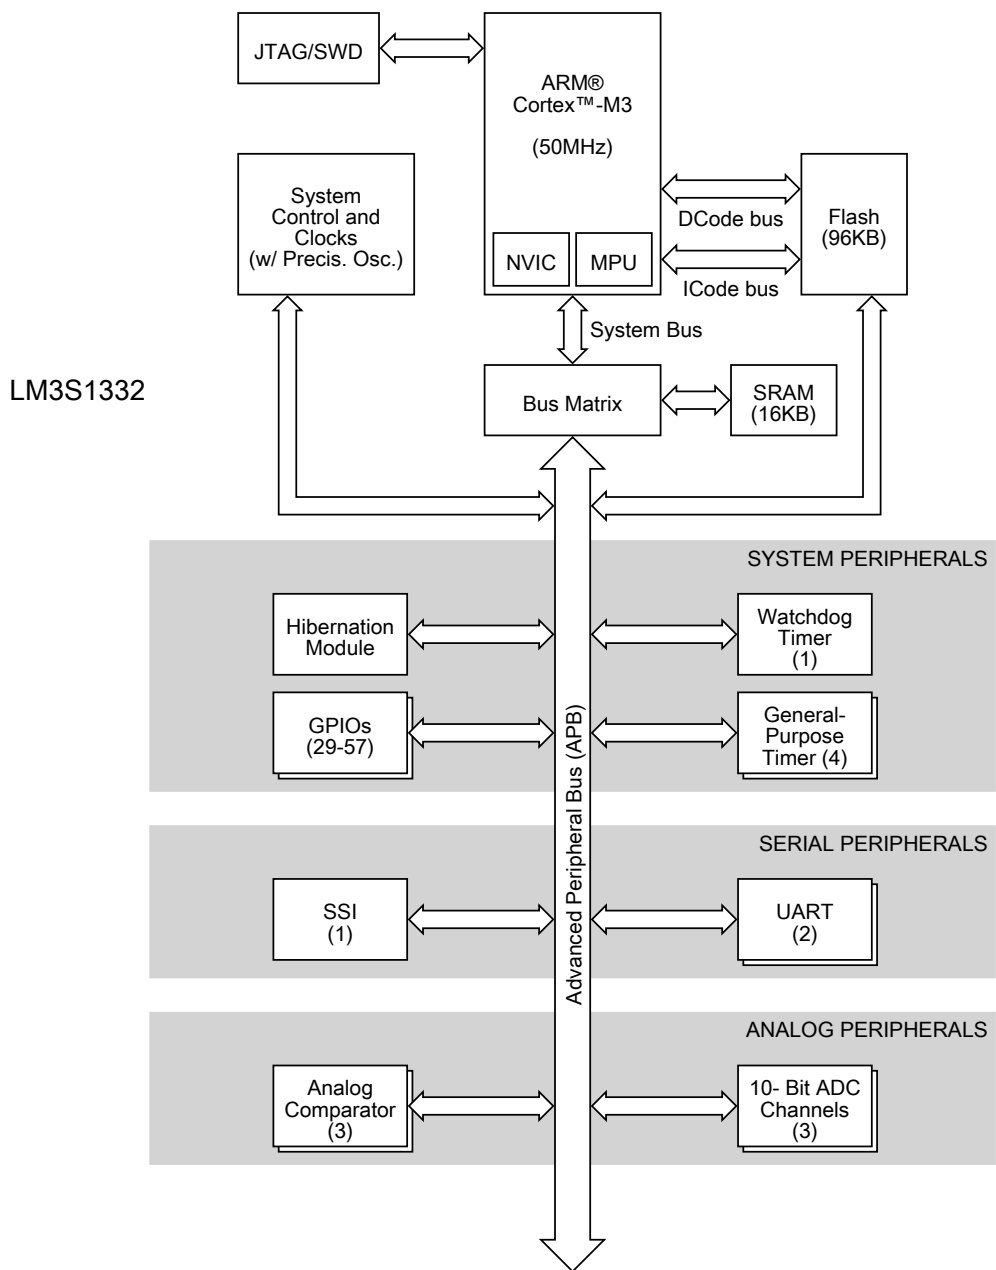 JTAG/SWD
ARM®
Cortex™-M3
(50MHz)
System
Control and
Clocks
(w/ Precis. Osc.)
DCode bus
Flash
(96KB)
NVIC
MPU
ICode bus
System Bus
LM3S1332
Bus Matrix
SRAM
(16KB)
SYSTEM PERIPHERALS
Hibernation
Module
Watchdog
Timer
(1)
GPIOs
(29-57)
General-
Purpose
Timer (4)
Advanced Peripheral Bus (APB)
SERIAL PERIPHERALS
SSI
(1)
UART
(2)
ANALOG PERIPHERALS
Analog
Comparator
(3)
10- Bit ADC
Channels
(3)